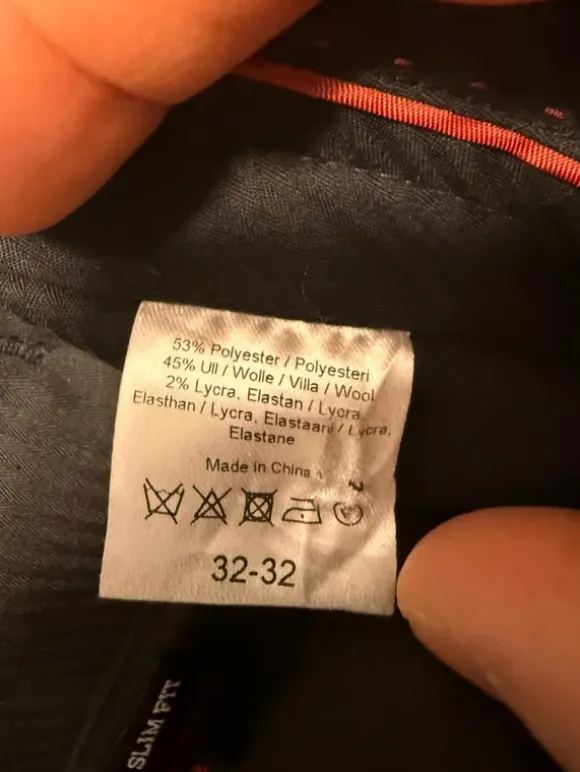 53% Polyester / Polyesteri
45% Ull / Wolle / Villa / Wool
2% Lycra, Elastan / Lycra
Elasthan / Lycra, Elastaani / Lycra,
Elastane
Made in China
32-32
SLIM FIT